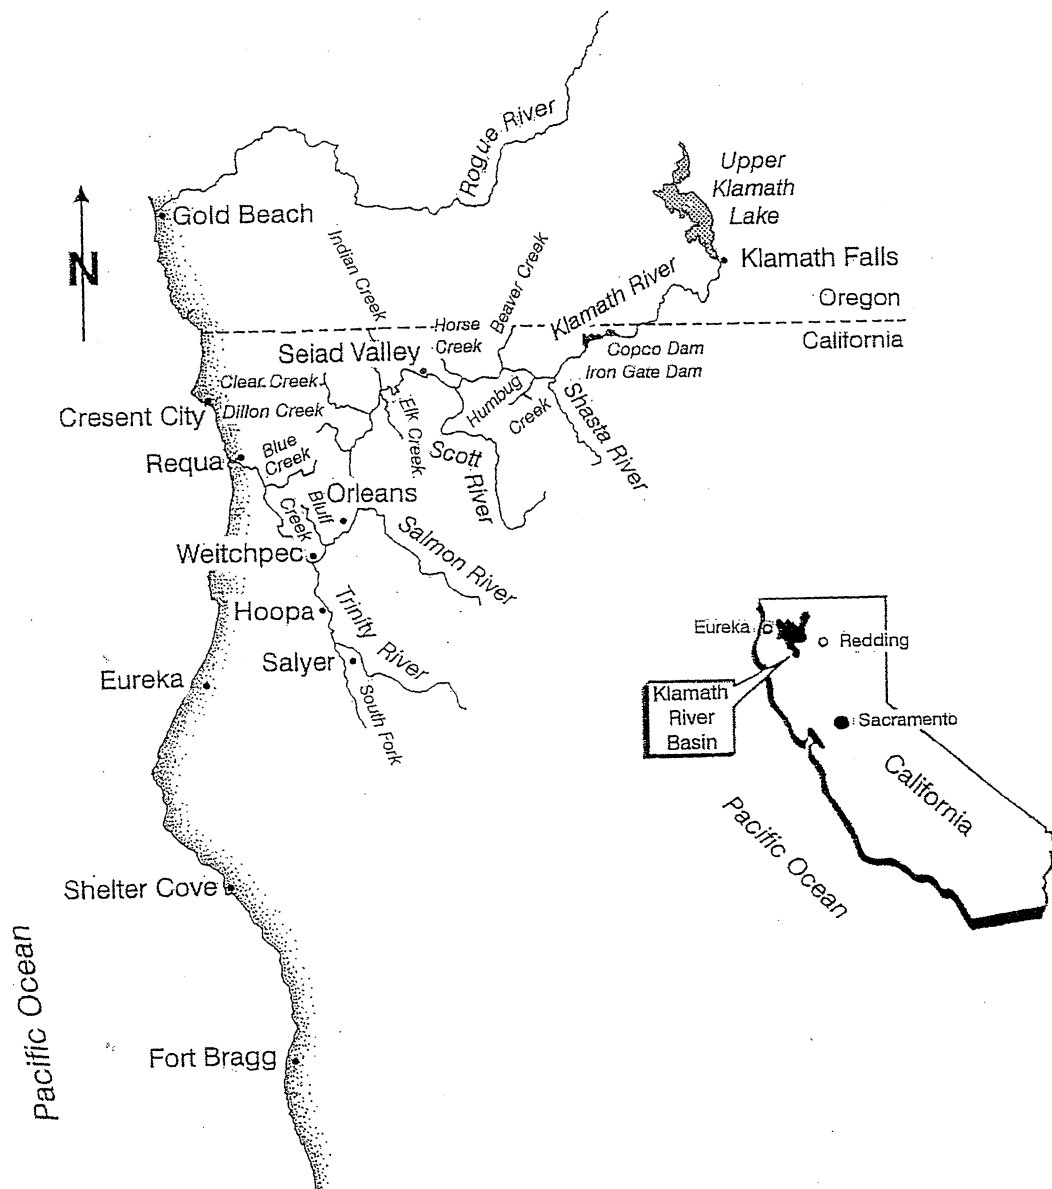 Rogue River
Upper
Klamath
Lake
Gold Beach
N
Indian Creek
Beaver Creek
Klamath River
Klamath Falls
Oregon
California
Horse
Creek
Seiad Valley
Copco Dam
Iron Gate Dam
Clear Creek
Dillon Creek
Elk Creek
Humbug
Creek
Shasta River
Cresent City
Scott
River
Requa
Blue
Creek
Orleans
Bluff
Creek
Salmon River
Weitchpec
Hoopa
Trinity River
Salyer
South Fork
Eureka
Eureka
Redding
Klamath
River
Basin
Sacramento
California
Pacific Ocean
Shelter Cove
Pacific Ocean
Fort Bragg